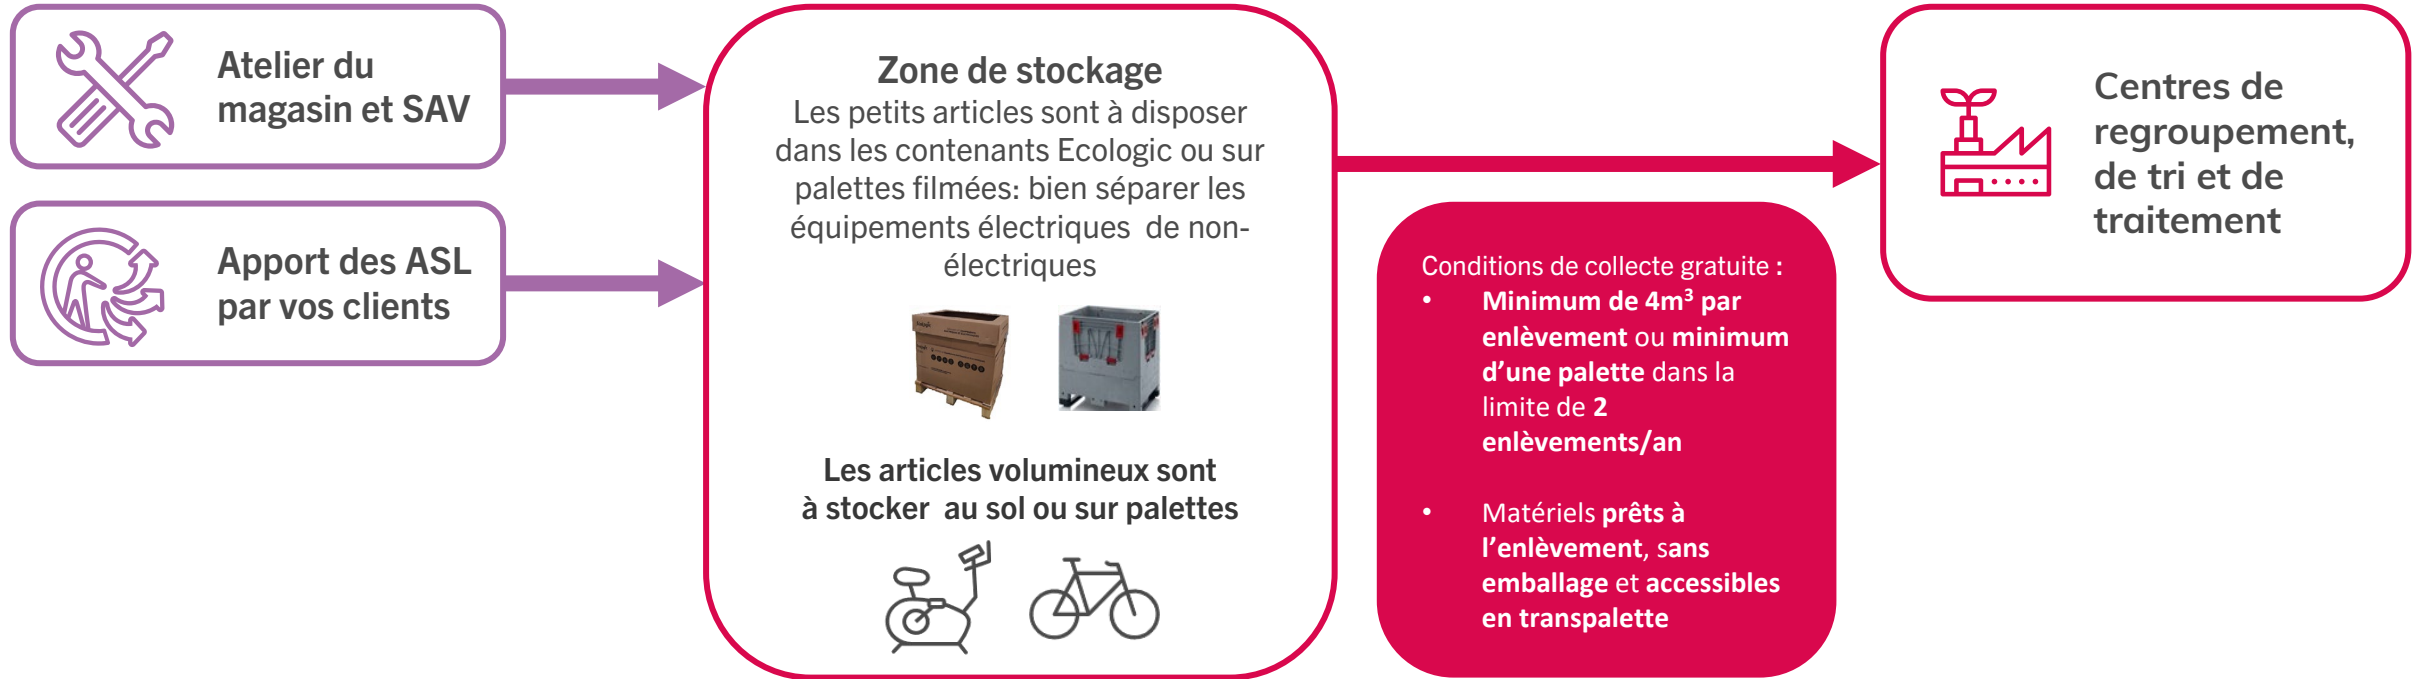 Atelier du
magasin et SAV
Apport des ASL
par vos clients
Zone de stockage
Les petits articles sont à disposer
dans les contenants Ecologic ou sur
palettes filmées: bien séparer les
équipements électriques  de non-
électriques
Les articles volumineux sont
à stocker  au sol ou sur palettes
Conditions de collecte gratuite :
• Minimum de 4m³ par
enlèvement ou minimum
d’une palette dans la
limite de 2
enlèvements/an
• Matériels prêts à
l’enlèvement, sans
emballage et accessibles
en transpalette
Centres de
regroupement,
de tri et de
traitement